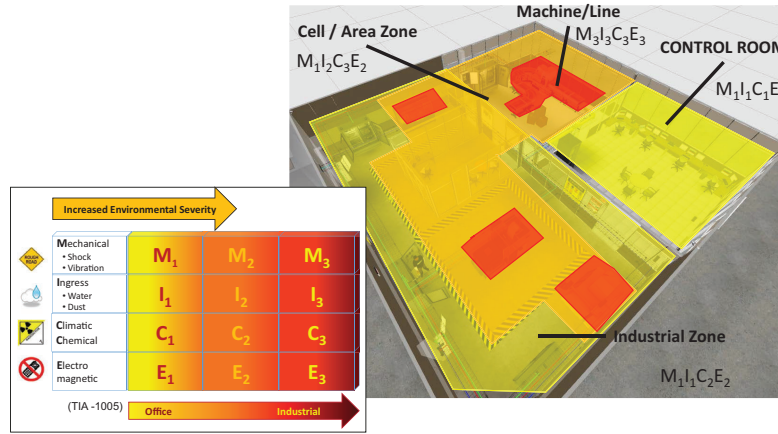 Machine/Line
M3I3C3E3
Cell / Area Zone
M1I2C3E2
CONTROL ROOM
M1I1C1E
Industrial Zone
M1I1C2E2
Increased Environmental Severity
Mechanical
• Shock
• Vibration
M1 M2 M3
Ingress
• Water
• Dust
I1 I2 I3
Climatic
Chemical
C1 C2 C3
Electro
magnetic
E1 E2 E3
(TIA -1005)
Office Industrial
ROUGH
ROAD